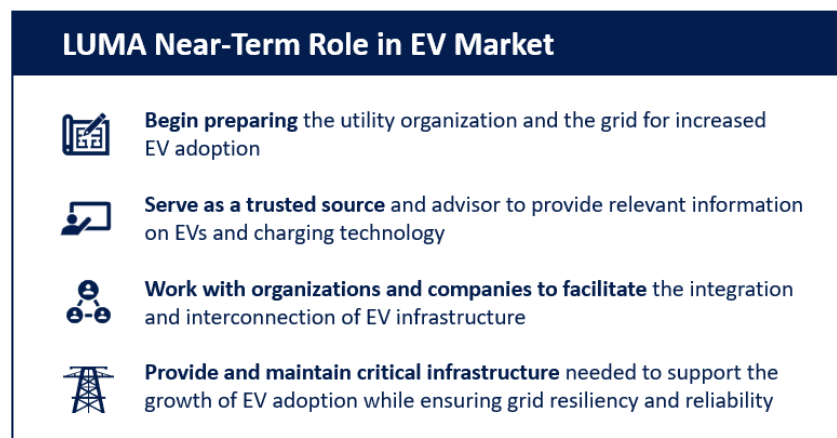 LUMA Near-Term Role in EV Market
Begin preparing the utility organization and the grid for increased
EV adoption
Serve as a trusted source and advisor to provide relevant information
on EVs and charging technology
Work with organizations and companies to facilitate the integration
and interconnection of EV infrastructure
Provide and maintain critical infrastructure needed to support the
growth of EV adoption while ensuring grid resiliency and reliability